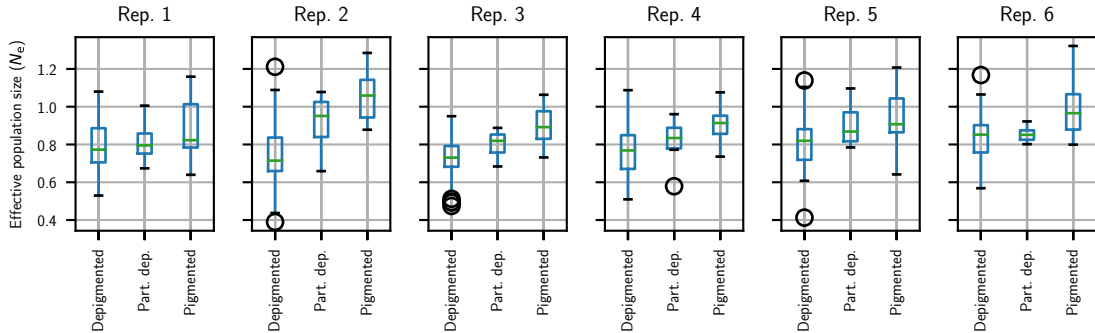 Rep. 1
Rep. 2
Rep. 3
Rep. 4
Rep. 5
Rep. 6
Effective population size (Ne)
1.2
1.0
0.8
0.6
0.4
Depigmented
Part. dep.
Pigmented
Depigmented
Part. dep.
Pigmented
Depigmented
Part. dep.
Pigmented
Depigmented
Part. dep.
Pigmented
Depigmented
Part. dep.
Pigmented
Depigmented
Part. dep.
Pigmented